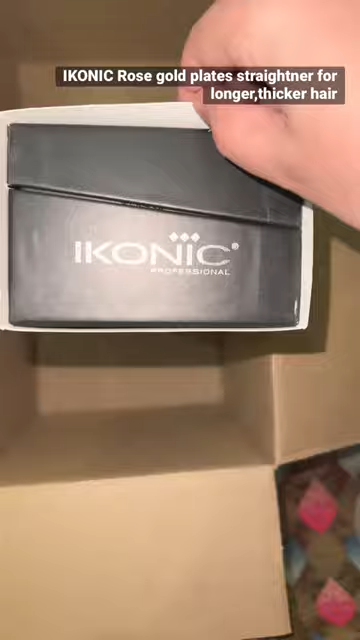 IKONIC Rose gold plates straightner for
longer,thicker hair
IKONIC®
PROFESSIONAL